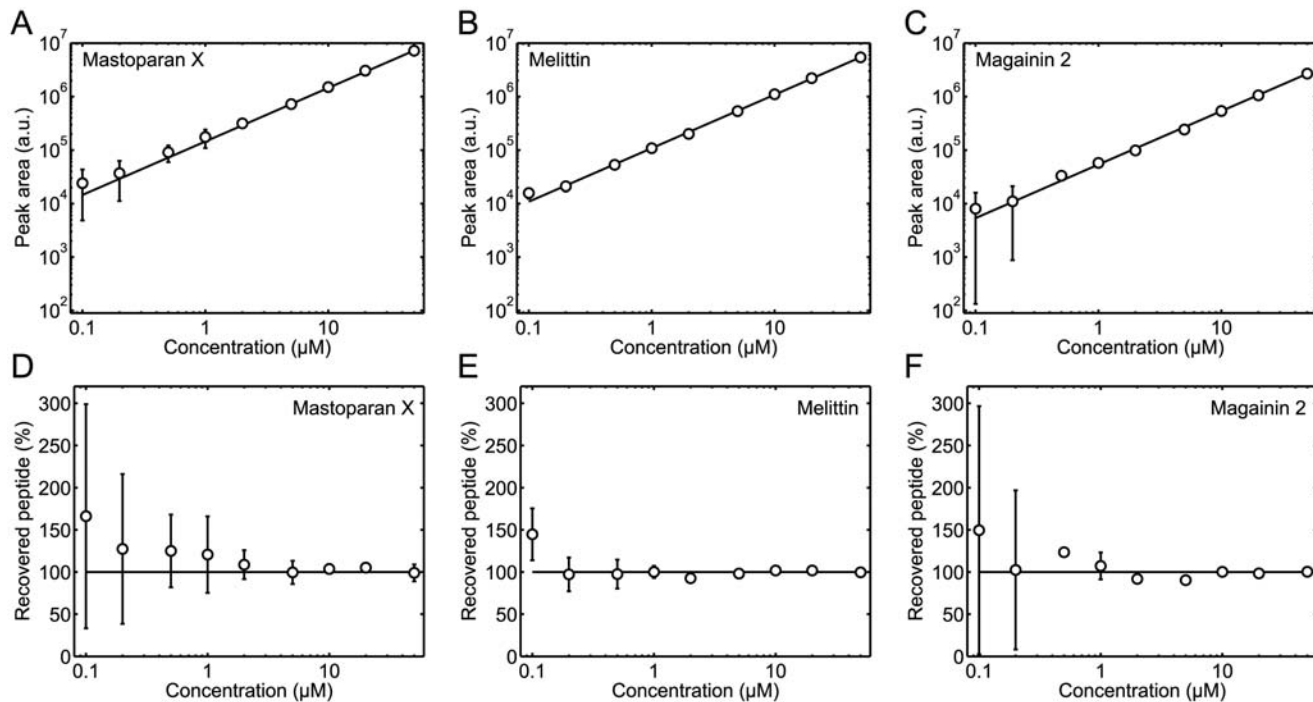 A
Mastoparan X
Peak area (a.u.)
10⁷
10⁶
10⁵
10⁴
10³
10²
0.1
1
10
Concentration (µM)
B
Melittin
Peak area (a.u.)
10⁷
10⁶
10⁵
10⁴
10³
10²
0.1
1
10
Concentration (µM)
C
Magainin 2
Peak area (a.u.)
10⁷
10⁶
10⁵
10⁴
10³
10²
0.1
1
10
Concentration (µM)
D
Mastoparan X
Recovered peptide (%)
300
250
200
150
100
50
0
0.1
1
10
Concentration (µM)
E
Melittin
Recovered peptide (%)
300
250
200
150
100
50
0
0.1
1
10
Concentration (µM)
F
Magainin 2
Recovered peptide (%)
300
250
200
150
100
50
0
0.1
1
10
Concentration (µM)